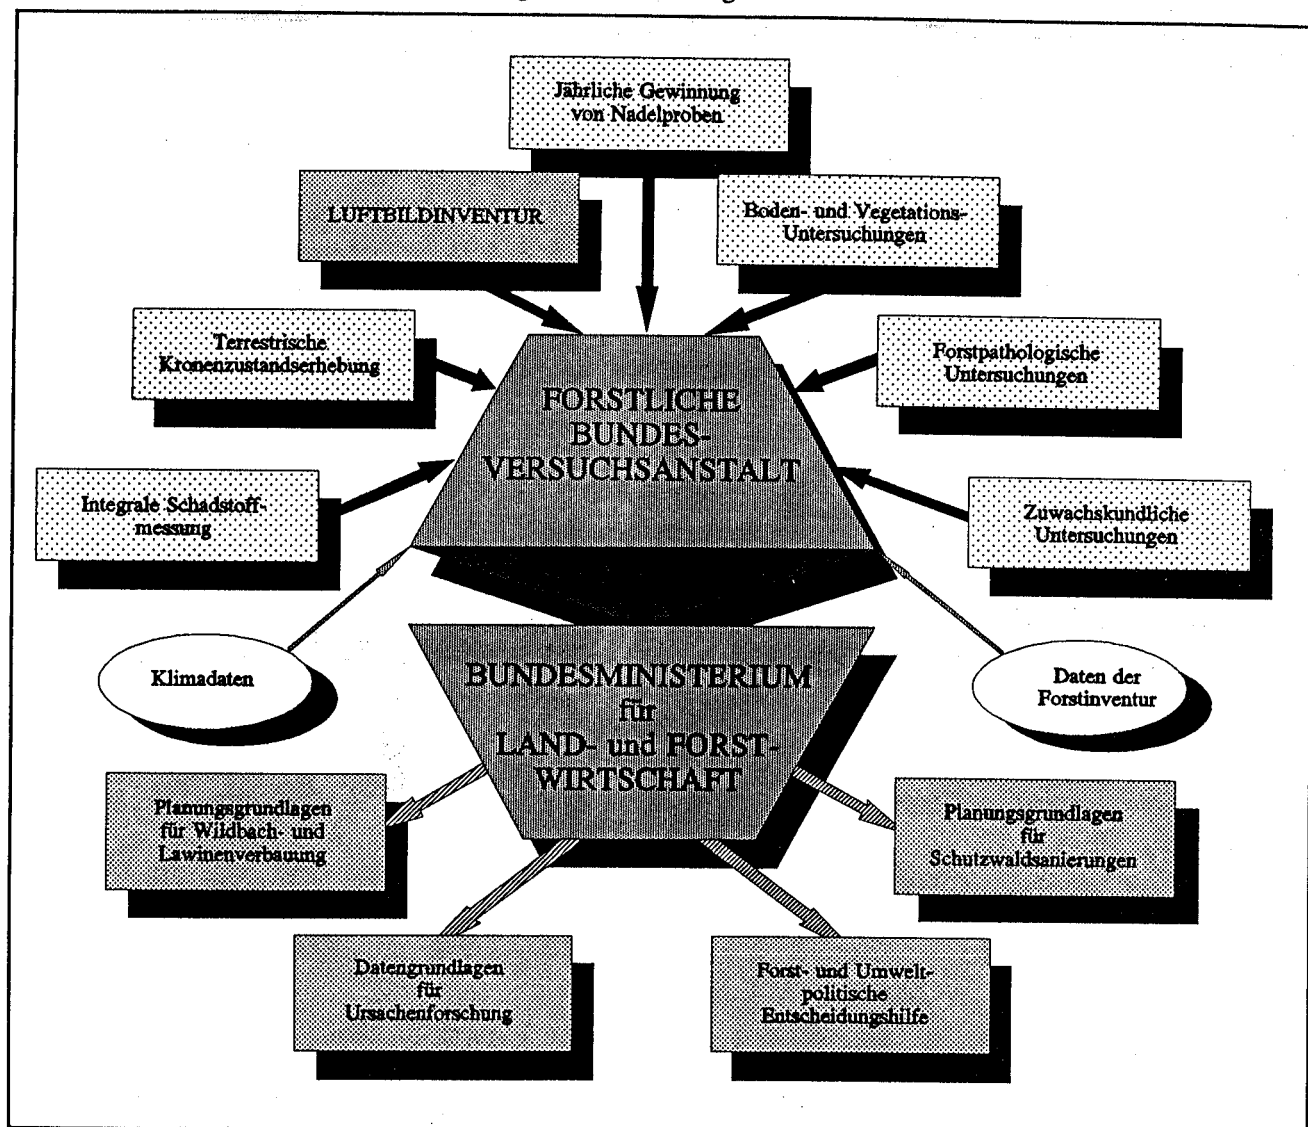 Jährliche Gewinnung
von Nadelproben
LUFTBILDINVENTUR
Boden- und Vegetations-
Untersuchungen
Terrestrische
Kronenzustandserhebung
Forstpathologische
Untersuchungen
FORSTLICHE
BUNDES-
VERSUCHSANSTALT
Integrale Schadstoff-
messung
Zuwachskundliche
Untersuchungen
Klimadaten
Daten der
Forstinventur
BUNDESMINISTERIUM
für
LAND- und FORST-
WIRTSCHAFT
Planungsgrundlagen
für Wildbach- und
Lawinenverbauung
Planungsgrundlagen
für
Schutzwaldsanierungen
Datengrundlagen
für
Ursachenforschung
Forst- und Umwelt-
politische
Entscheidungshilfe